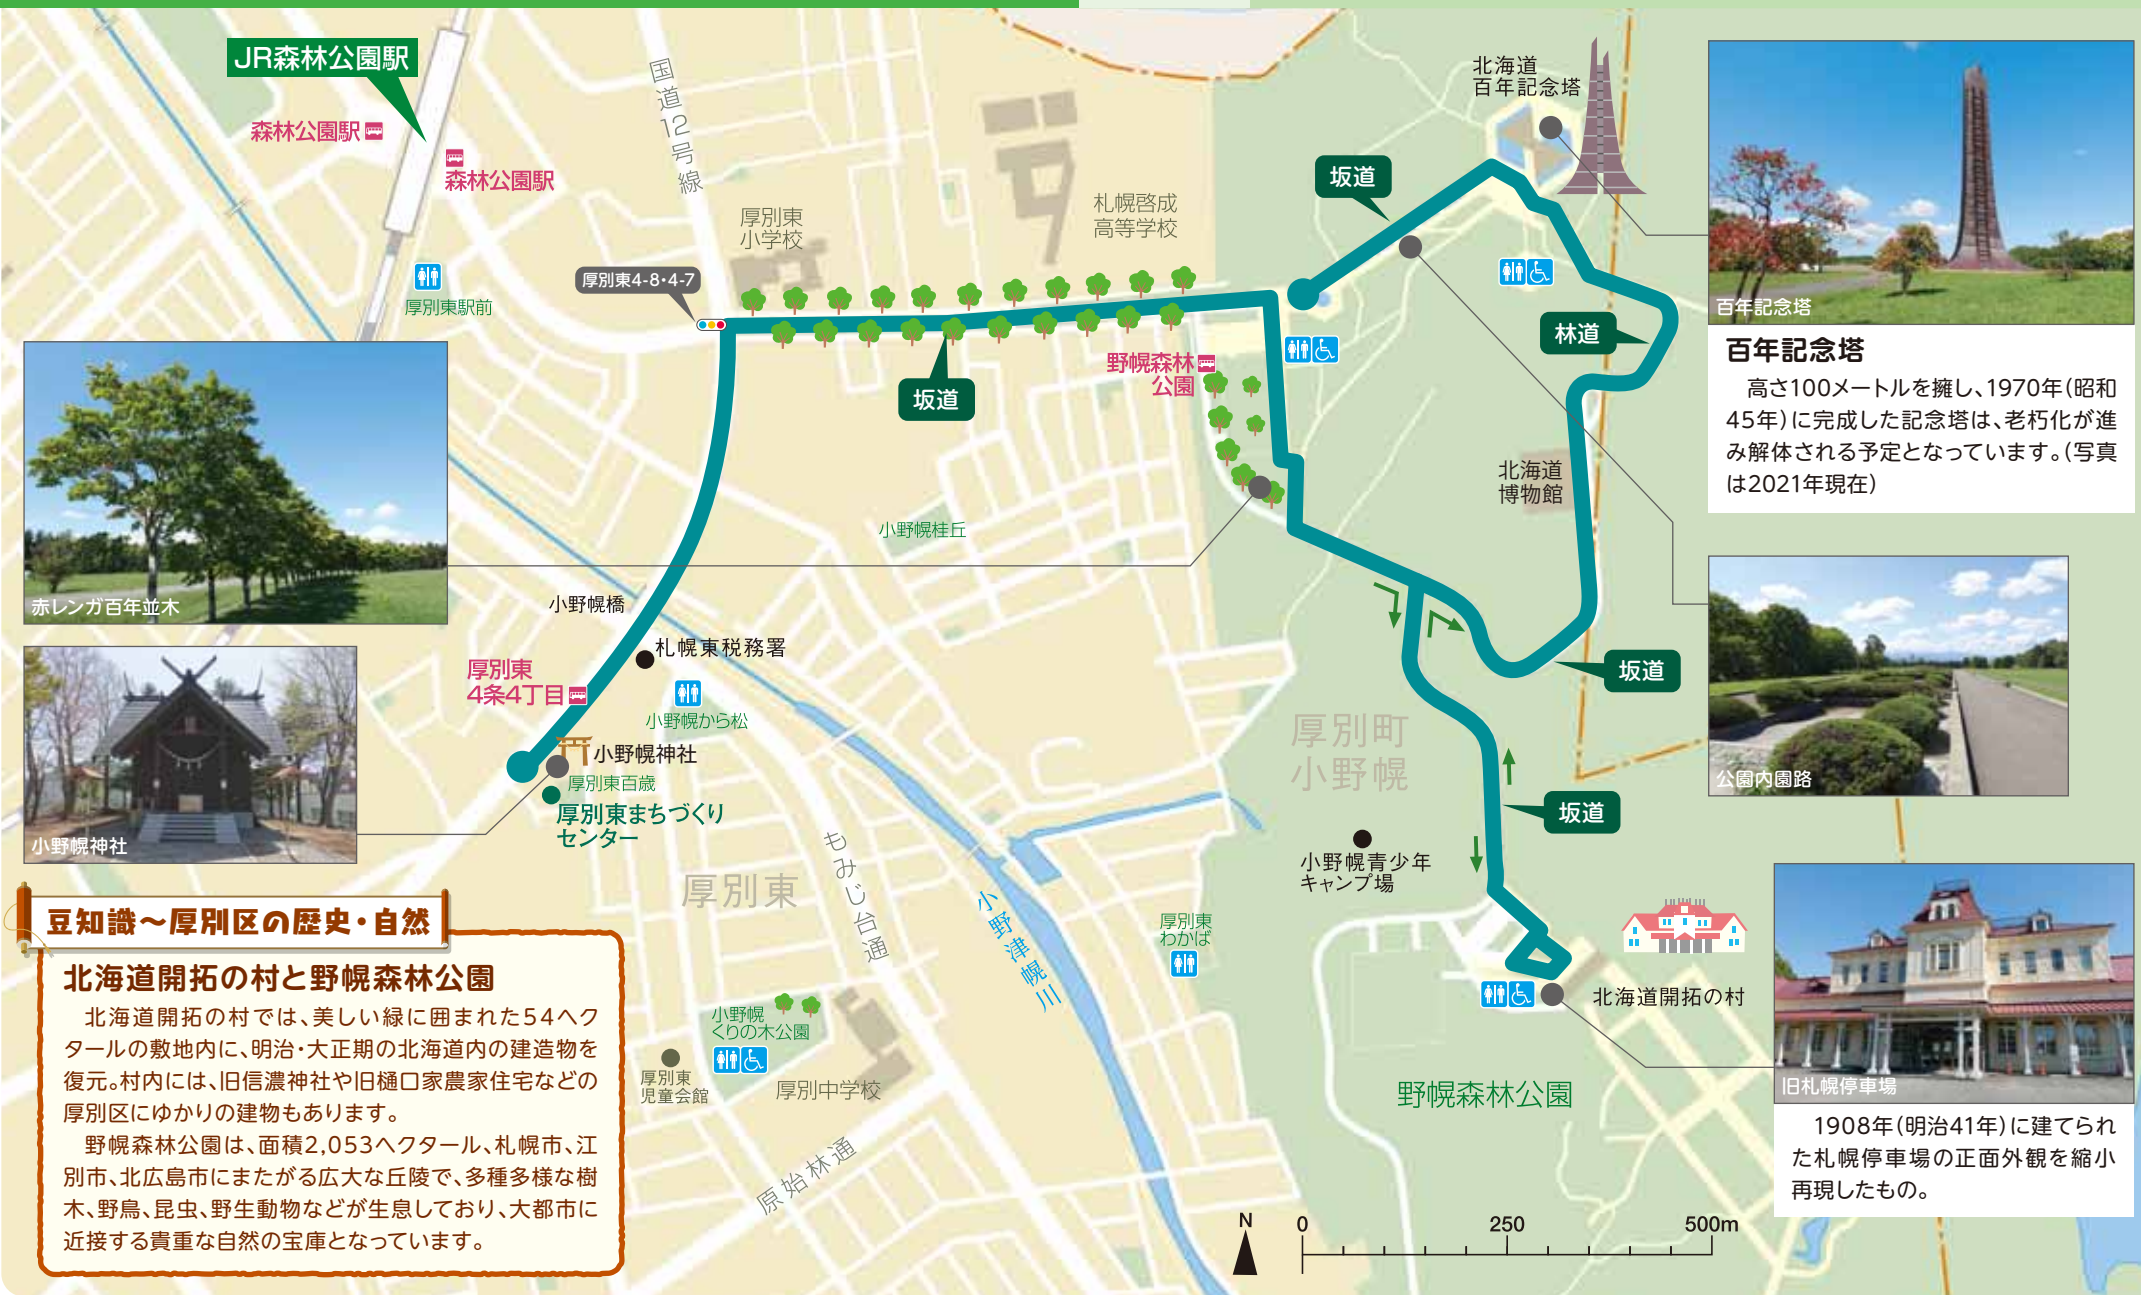 JR森林公園駅
森林公園駅
森林公園駅
国道12号線
厚別東
小学校
札幌啓成
高等学校
北海道
百年記念塔
坂道
厚別東4-8・4-7
厚別東駅前
林道
野幌森林
公園
坂道
北海道
博物館
小野幌桂丘
赤レンガ百年並木
小野幌橋
札幌東税務署
厚別東
4条4丁目
小野幌から松
小野幌神社
厚別東百歳
厚別東まちづくり
センター
小野幌神社
坂道
厚別町
小野幌
坂道
小野幌青少年
キャンプ場
厚別東
もみじ台通
小野津幌川
厚別東
わかば
小野幌
くりの木公園
厚別東
児童会館
厚別中学校
原始林通
北海道開拓の村
野幌森林公園
N
0
250
500m
百年記念塔
百年記念塔
高さ100メートルを擁し、1970年(昭和
45年)に完成した記念塔は、老朽化が進
み解体される予定となっています。(写真
は2021年現在)
公園内園路
旧札幌停車場
1908年(明治41年)に建てられ
た札幌停車場の正面外観を縮小
再現したもの。
豆知識～厚別区の歴史・自然
北海道開拓の村と野幌森林公園
北海道開拓の村では、美しい緑に囲まれた54ヘク
タールの敷地内に、明治・大正期の北海道内の建造物を
復元。村内には、旧信濃神社や旧樋口家農家住宅などの
厚別区にゆかりの建物もあります。
野幌森林公園は、面積2,053ヘクタール、札幌市、江
別市、北広島市にまたがる広大な丘陵で、多種多様な樹
木、野鳥、昆虫、野生動物などが生息しており、大都市に
近接する貴重な自然の宝庫となっています。